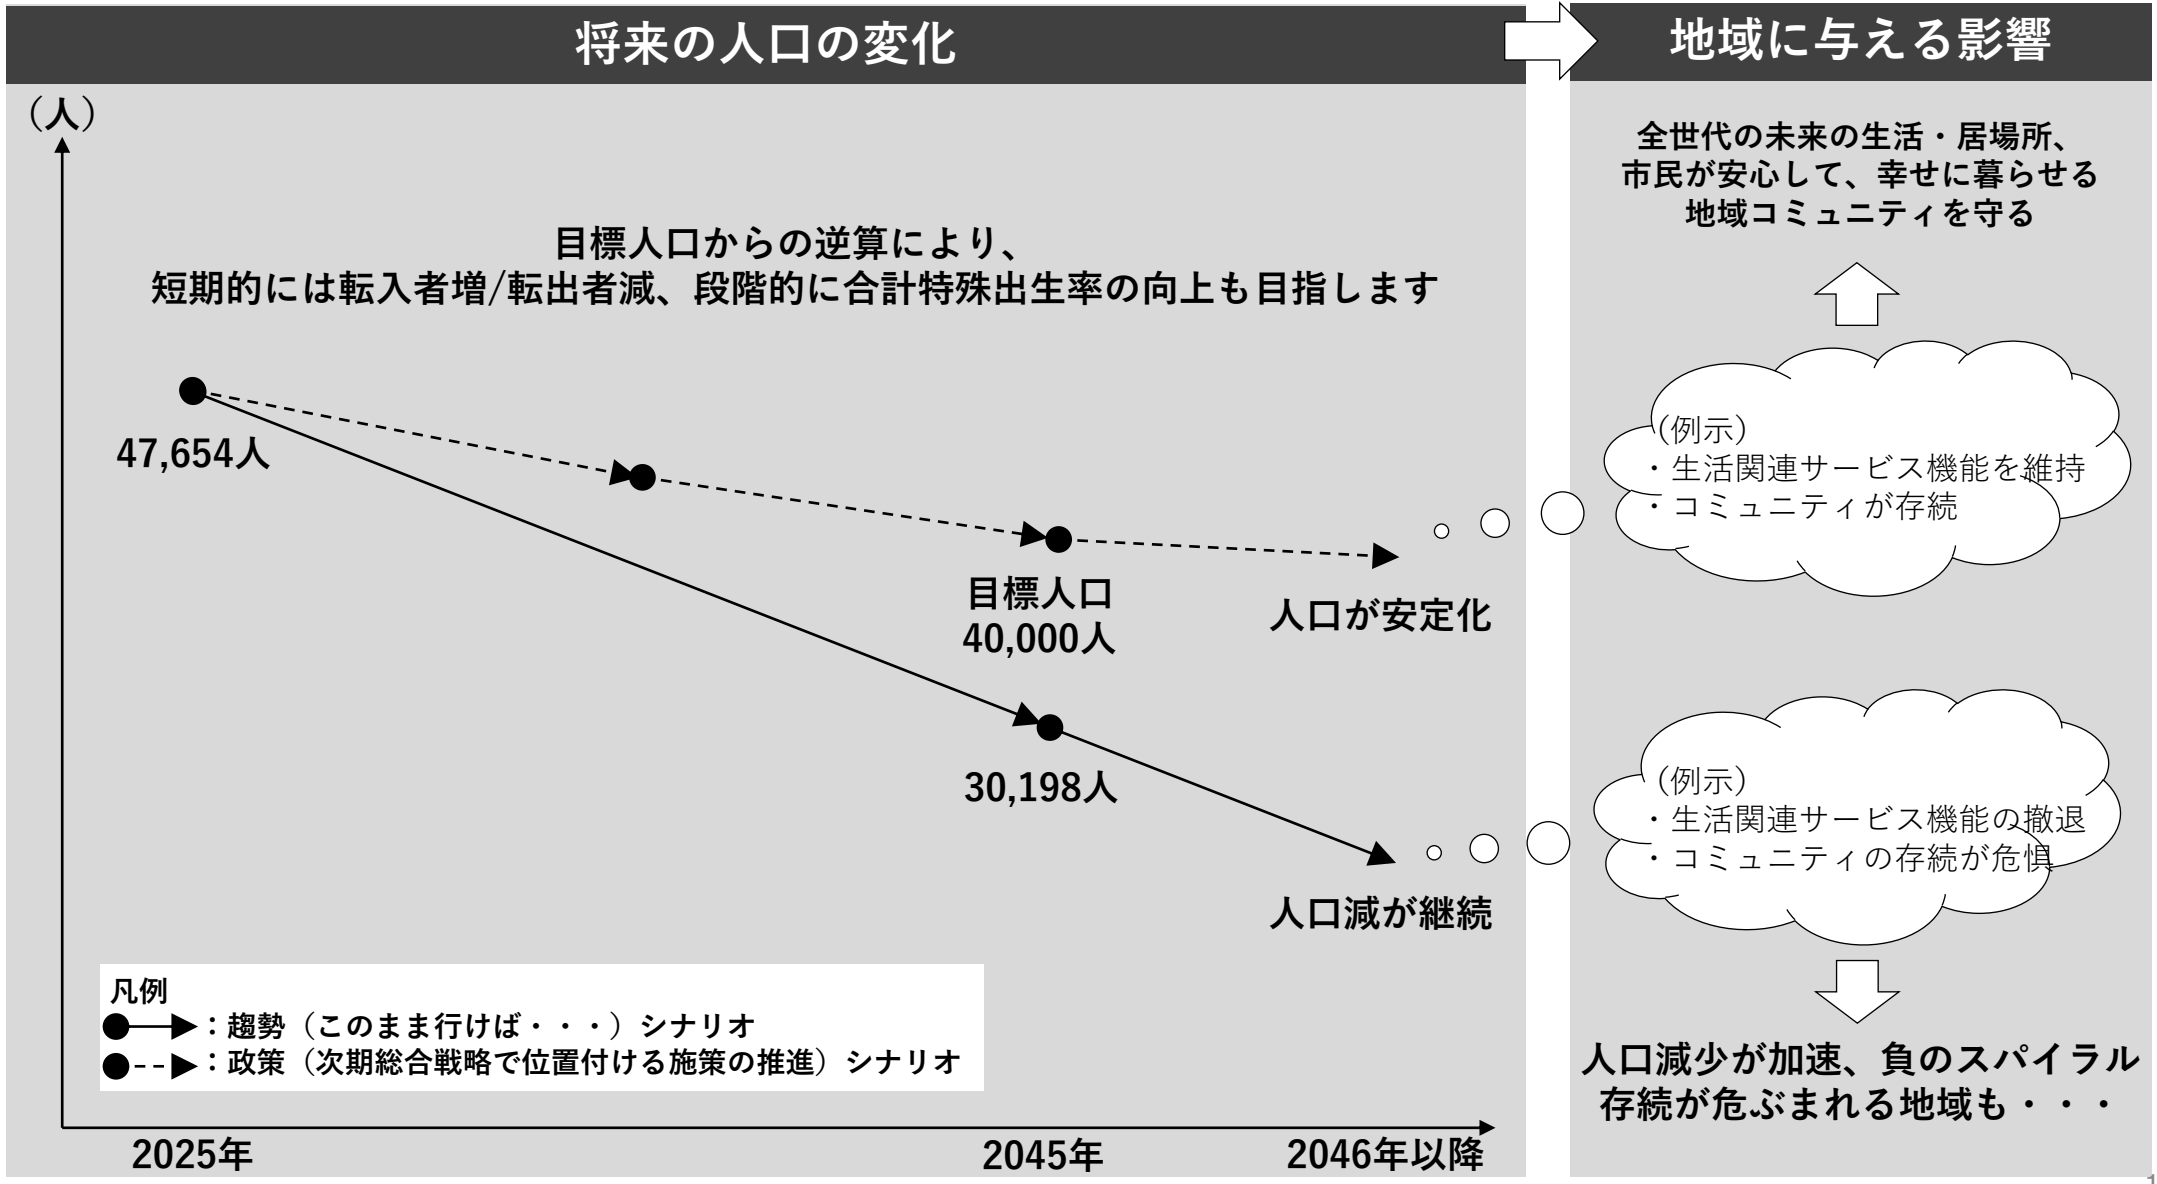 将来の人口の変化
(人)
目標人口からの逆算により、
短期的には転入者増/転出者減、段階的に合計特殊出生率の向上も目指します
47,654人
目標人口
40,000人
人口が安定化
30,198人
人口減が継続
凡例
：趨勢（このまま行けば・・・）シナリオ
：政策（次期総合戦略で位置付ける施策の推進）シナリオ
2025年
2045年
2046年以降
地域に与える影響
全世代の未来の生活・居場所、
市民が安心して、幸せに暮らせる
地域コミュニティを守る
(例示)
・生活関連サービス機能を維持
・コミュニティが存続
(例示)
・生活関連サービス機能の撤退
・コミュニティの存続が危惧
人口減少が加速、負のスパイラル
存続が危ぶまれる地域も・・・